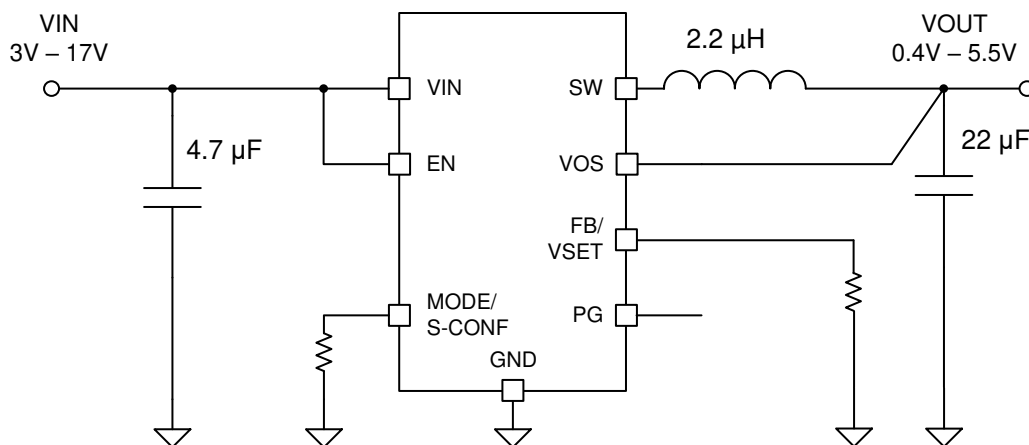 VIN
3V – 17V
2.2 µH
VOUT
0.4V – 5.5V
VIN
SW
4.7 µF
EN
VOS
22 µF
FB/
VSET
MODE/
S-CONF
PG
GND